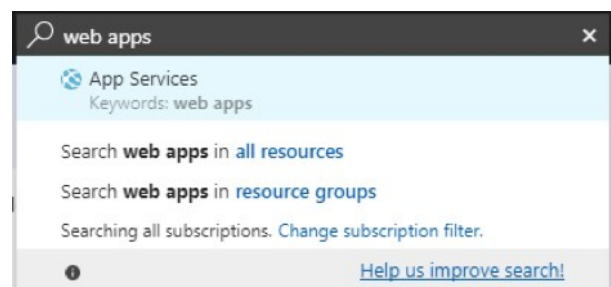 web apps
App Services
Keywords: web apps
Search web apps in all resources
Search web apps in resource groups
Searching all subscriptions. Change subscription filter.
Help us improve search!